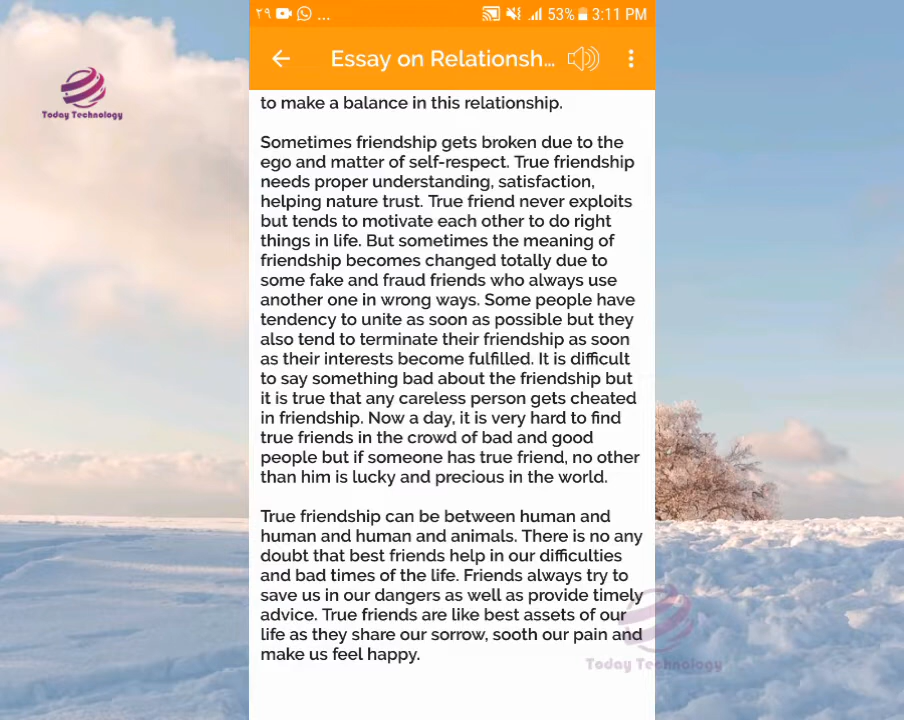 ٢٩ ... 53% 3:11 PM
Essay on Relationsh...
Today Technology
to make a balance in this relationship.
Sometimes friendship gets broken due to the
ego and matter of self-respect. True friendship
needs proper understanding, satisfaction,
helping nature trust. True friend never exploits
but tends to motivate each other to do right
things in life. But sometimes the meaning of
friendship becomes changed totally due to
some fake and fraud friends who always use
another one in wrong ways. Some people have
tendency to unite as soon as possible but they
also tend to terminate their friendship as soon
as their interests become fulfilled. It is difficult
to say something bad about the friendship but
it is true that any careless person gets cheated
in friendship. Now a day, it is very hard to find
true friends in the crowd of bad and good
people but if someone has true friend, no other
than him is lucky and precious in the world.
True friendship can be between human and
human and human and animals. There is no any
doubt that best friends help in our difficulties
and bad times of the life. Friends always try to
save us in our dangers as well as provide timely
advice. True friends are like best assets of our
life as they share our sorrow, sooth our pain and
make us feel happy.
Today Technology